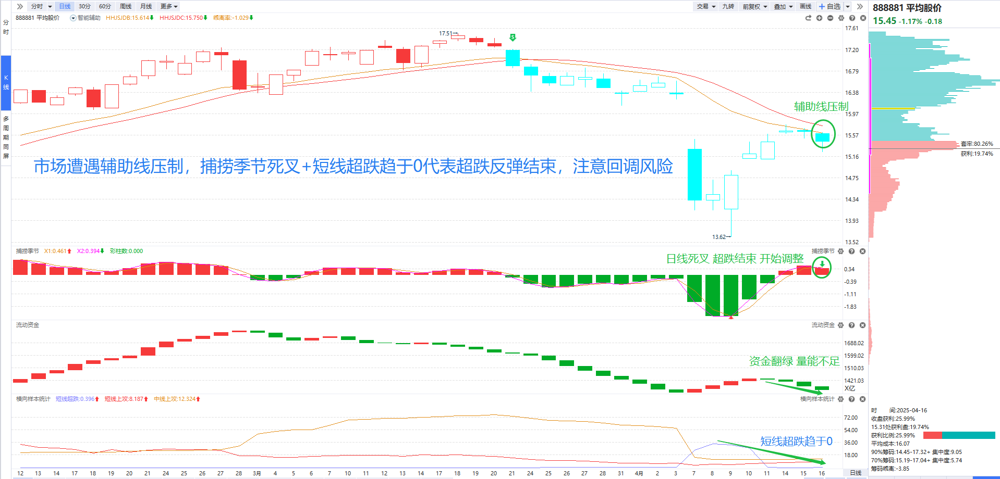 分时 日线 30分 60分 周线 月线 更多 交易 九转 前复权 叠加 画线 +自选
888881 平均股价 智能辅助 HHJSJDB:15.614 HHJSJDC:15.750 乖离率:-1.029
分时
K线
多周期同屏
17.61
17.20
16.79
16.38
15.97
15.57
15.16
14.75
14.34
13.93
13.52
17.51
S
辅助线压制
市场遭遇辅助线压制，捕捞季节死叉+短线超跌趋于0代表超跌反弹结束，注意回调风险
13.62
捕捞季节 X1:0.461 X2:0.394 彩柱数:0.000 捕捞季节
日线死叉 超跌结束 开始调整
0.34
-0.39
-1.11
-1.83
流动资金 流动资金
1688.02
1599.02
1510.03
1421.03
X亿
资金翻绿 量能不足
横向样本统计 短线超跌:0.396 短线上攻:8.187 中线上攻:12.324 横向样本统计
72.00
54.00
36.00
18.00
短线超跌趋于0
12 13 14 17 18 19 20 21 24 25 26 27 28 3月 4 5 6 7 10 11 12 13 14 17 18 19 20 21 24 25 26 27 28 31 4月 2 3 7 8 9 10 11 14 15 16 日线
888881 平均股价
15.45 -1.17% -0.18
套牢:80.26%
获利:19.74%
时 间:2025-04-16
收盘获利:25.99%
15.31处获利盘:19.74%
获利比例:25.99%
平均成本:16.07
90%筹码:14.45-17.32+ 集中度:9.05
70%筹码:15.19-17.04+ 集中度:5.74
筹码乖离:-3.85